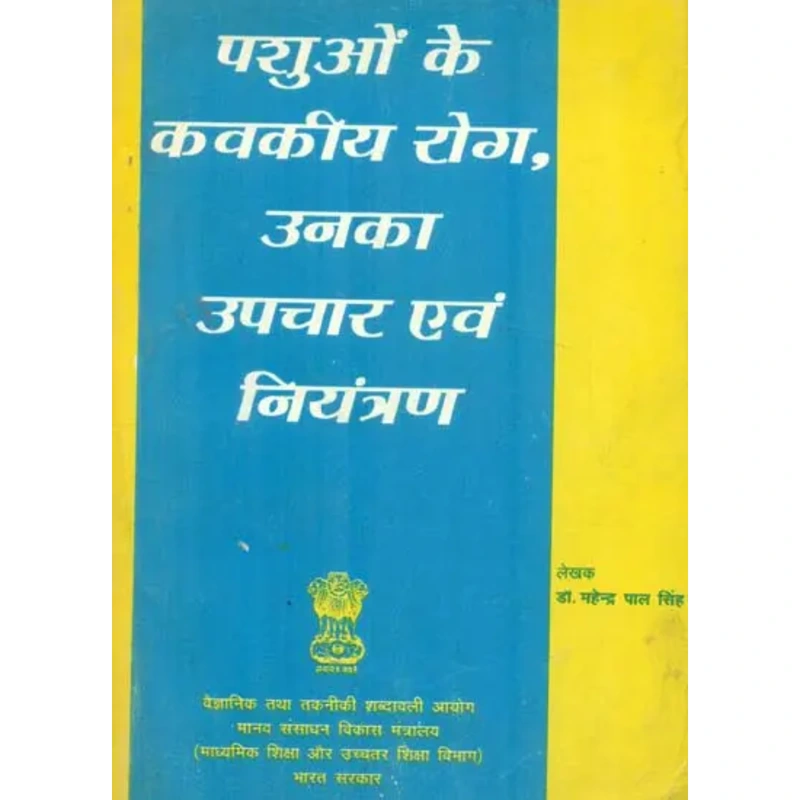 पशुओं के
कवकीय रोग,
उनका
उपचार एवं
नियंत्रण
लेखक
डॉ. महेन्द्र पाल सिंह
वैज्ञानिक तथा तकनीकी शब्दावली आयोग
मानव संसाधन विकास मंत्रालय
(माध्यमिक शिक्षा और उच्चतर शिक्षा विभाग)
भारत सरकार